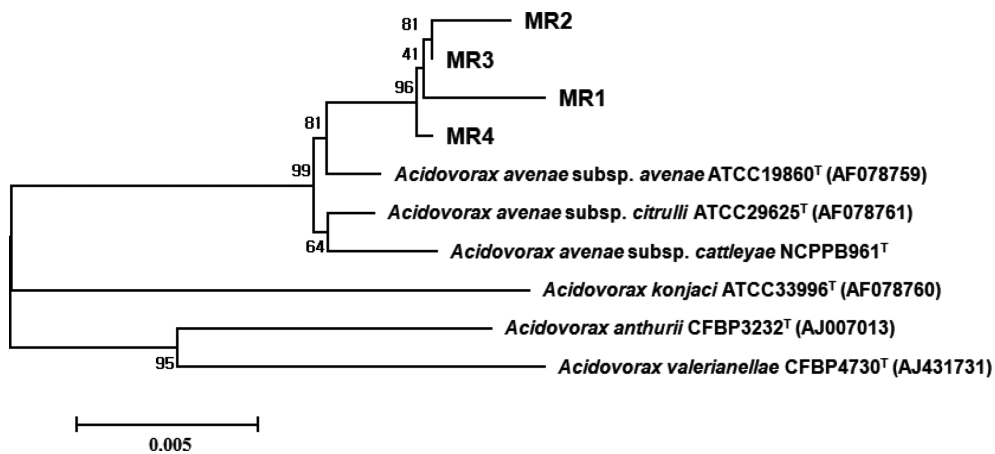 81 MR2
41 MR3
96 MR1
MR4
81
99 Acidovorax avenae subsp. avenae ATCC19860ᵀ (AF078759)
Acidovorax avenae subsp. citrulli ATCC29625ᵀ (AF078761)
64 Acidovorax avenae subsp. cattleyae NCPPB961ᵀ
Acidovorax konjaci ATCC33996ᵀ (AF078760)
Acidovorax anthurii CFBP3232ᵀ (AJ007013)
95 Acidovorax valerianellae CFBP4730ᵀ (AJ431731)
0.005